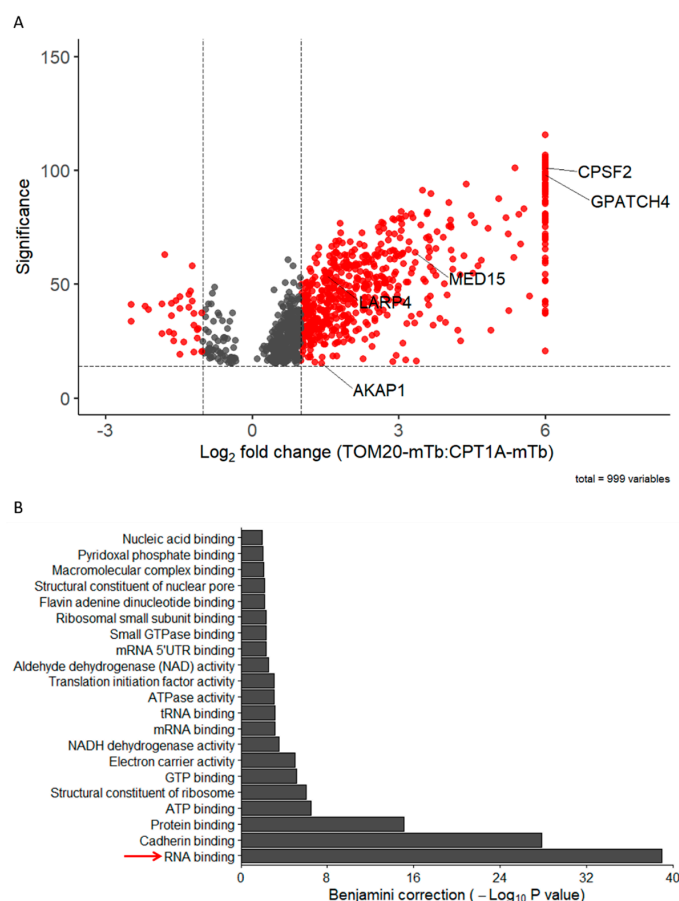 A
150
100
50
0
Significance
CPSF2
GPATCH4
MED15
LARP4
AKAP1
-3
0
3
6
Log2 fold change (TOM20-mTb:CPT1A-mTb)
total = 999 variables
B
Nucleic acid binding
Pyridoxal phosphate binding
Macromolecular complex binding
Structural constituent of nuclear pore
Flavin adenine dinucleotide binding
Ribosomal small subunit binding
Small GTPase binding
mRNA 5'UTR binding
Aldehyde dehydrogenase (NAD) activity
Translation initiation factor activity
ATPase activity
tRNA binding
mRNA binding
NADH dehydrogenase activity
Electron carrier activity
GTP binding
Structural constituent of ribosome
ATP binding
Protein binding
Cadherin binding
RNA binding
0
8
16
24
32
40
Benjamini correction ( −Log10 P value)